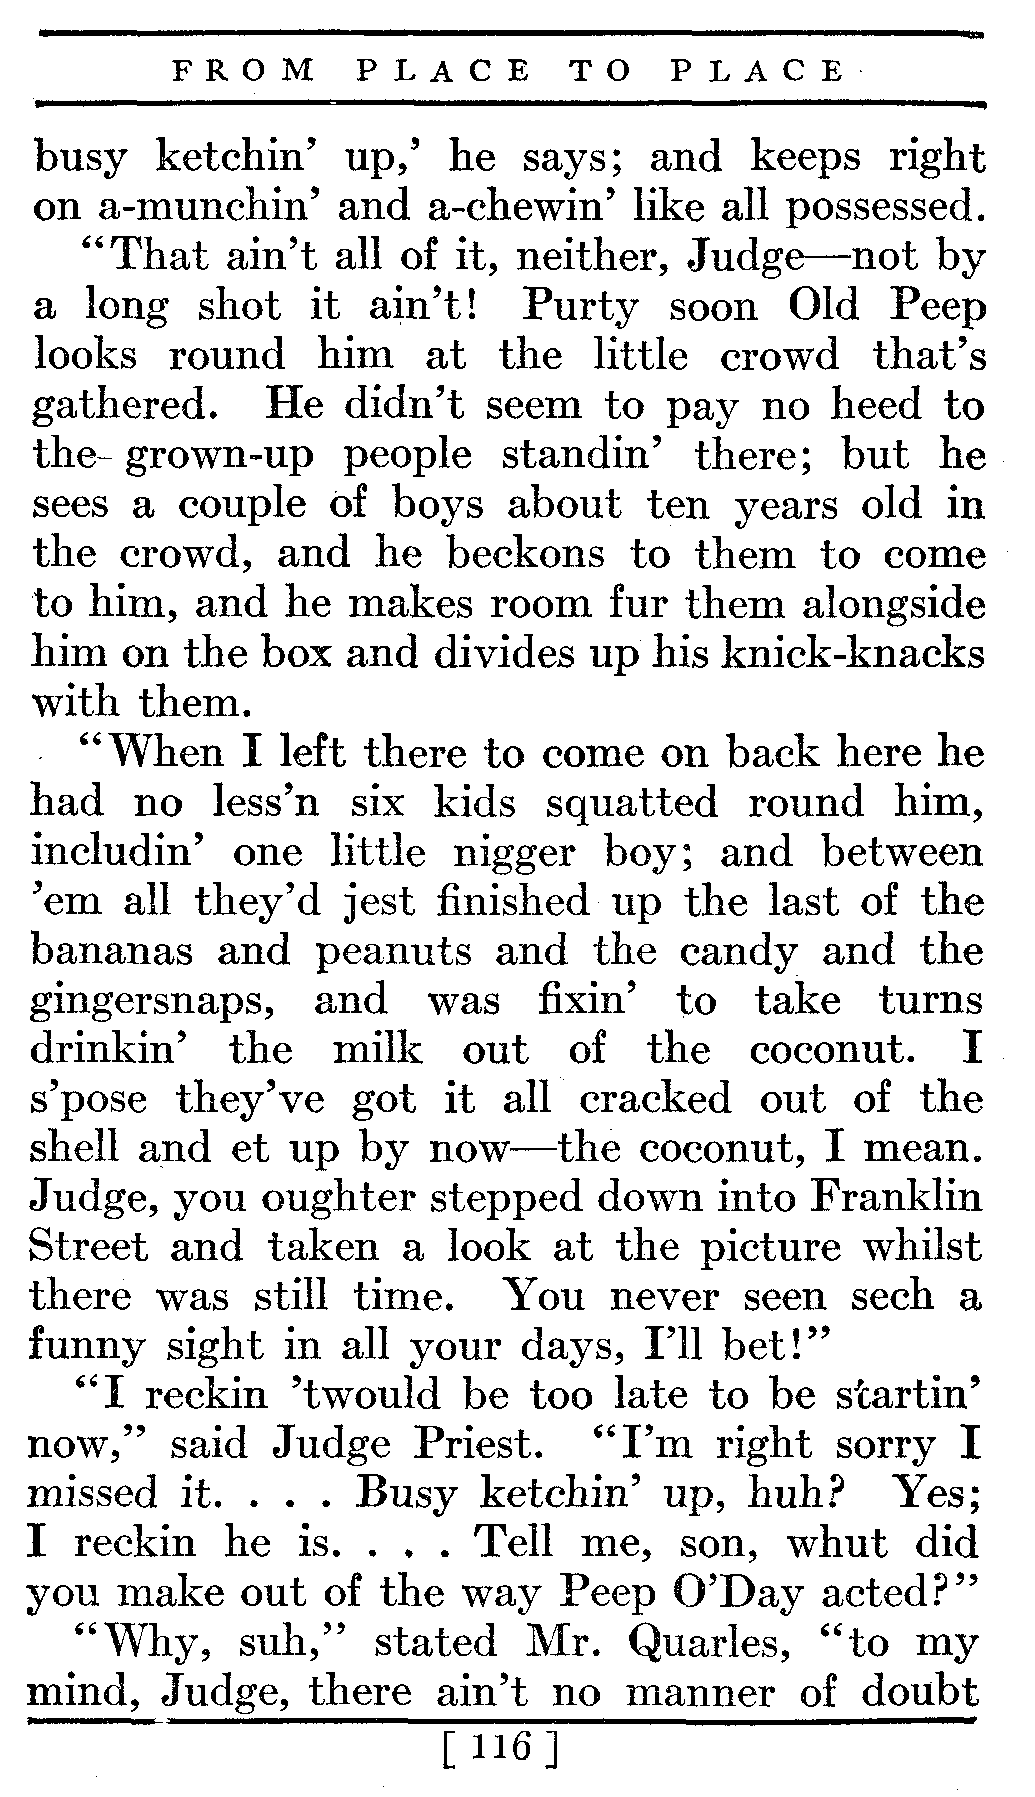 FROM PLACE TO PLACE
busy ketchin’ up,’ he says; and keeps right
on a-munchin’ and a-chewin’ like all possessed.
“That ain’t all of it, neither, Judge—not by
a long shot it ain’t! Purty soon Old Peep
looks round him at the little crowd that’s
gathered. He didn’t seem to pay no heed to
the grown-up people standin’ there; but he
sees a couple of boys about ten years old in
the crowd, and he beckons to them to come
to him, and he makes room fur them alongside
him on the box and divides up his knick-knacks
with them.
“When I left there to come on back here he
had no less’n six kids squatted round him,
includin’ one little nigger boy; and between
’em all they’d jest finished up the last of the
bananas and peanuts and the candy and the
gingersnaps, and was fixin’ to take turns
drinkin’ the milk out of the coconut. I
s’pose they’ve got it all cracked out of the
shell and et up by now—the coconut, I mean.
Judge, you oughter stepped down into Franklin
Street and taken a look at the picture whilst
there was still time. You never seen sech a
funny sight in all your days, I’ll bet!”
“I reckin ’twould be too late to be startin’
now,” said Judge Priest. “I’m right sorry I
missed it. . . . Busy ketchin’ up, huh? Yes;
I reckin he is. . . . Tell me, son, whut did
you make out of the way Peep O’Day acted?”
“Why, suh,” stated Mr. Quarles, “to my
mind, Judge, there ain’t no manner of doubt
[ 116 ]